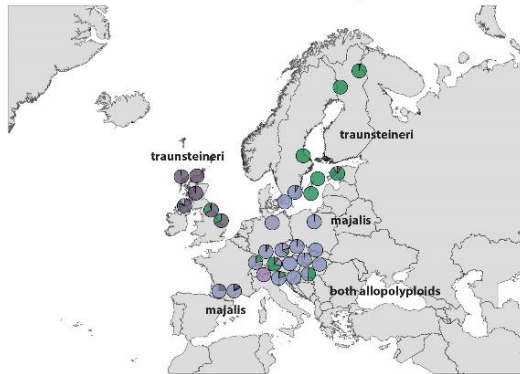 traunsteineri
traunsteineri
majalis
both allopolyploids
majalis